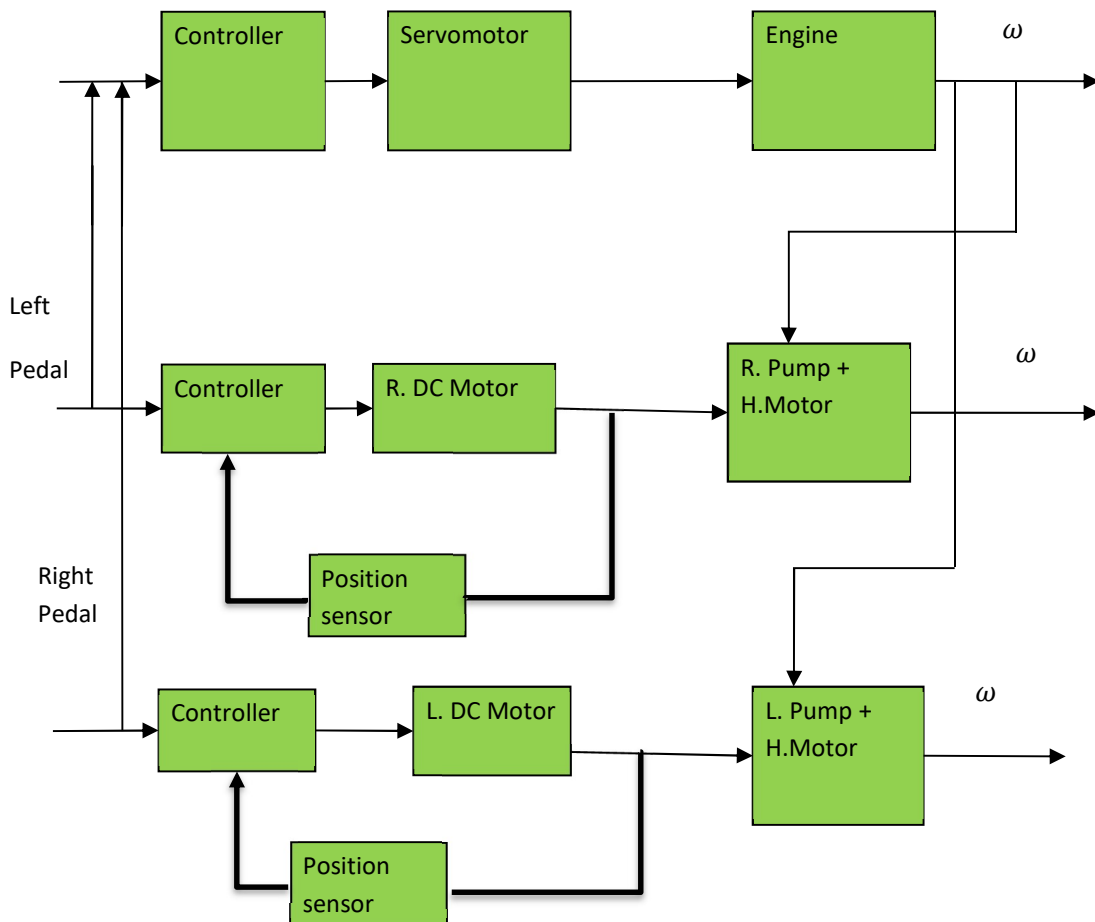 Controller
Servomotor
Engine
𝜔
Left
Pedal
Controller
R. DC Motor
R. Pump +
H.Motor
𝜔
Position
sensor
Right
Pedal
Controller
L. DC Motor
L. Pump +
H.Motor
𝜔
Position
sensor